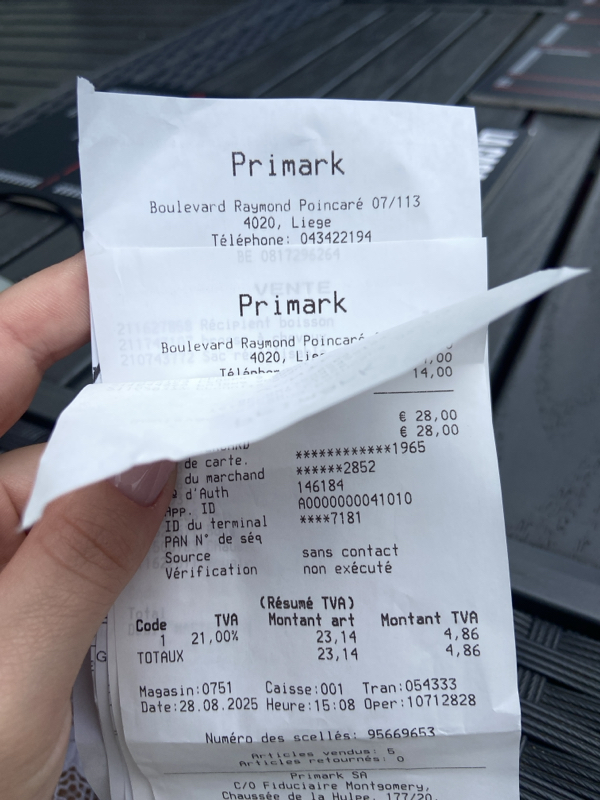 Primark
Boulevard Raymond Poincaré 07/113
4020, Liege
Téléphone: 043422194
BE 0817296264
VENTE
Récipient boisson
Primark
Boulevard Raymond Poincaré
4020,
14,00
€ 28,00
€ 28,00
de carte. ************1965
du marchand ******2852
d'Auth 146184
App. ID A0000000041010
ID du terminal ****7181
PAN N° de séq
Source sans contact
Vérification non exécuté
(Résumé TVA)
Code TVA Montant art Montant TVA
1 21,00% 23,14 4,86
TOTAUX 23,14 4,86
Magasin:0751 Caisse:001 Tran:054333
Date:28.08.2025 Heure:15:08 Oper:10712828
Numéro des scellés: 95669653
Articles vendus: 5
Articles retournés: 0
Primark SA
C/O Fiduciaire Montgomery,
Chaussée de la Hulpe, 177/20,